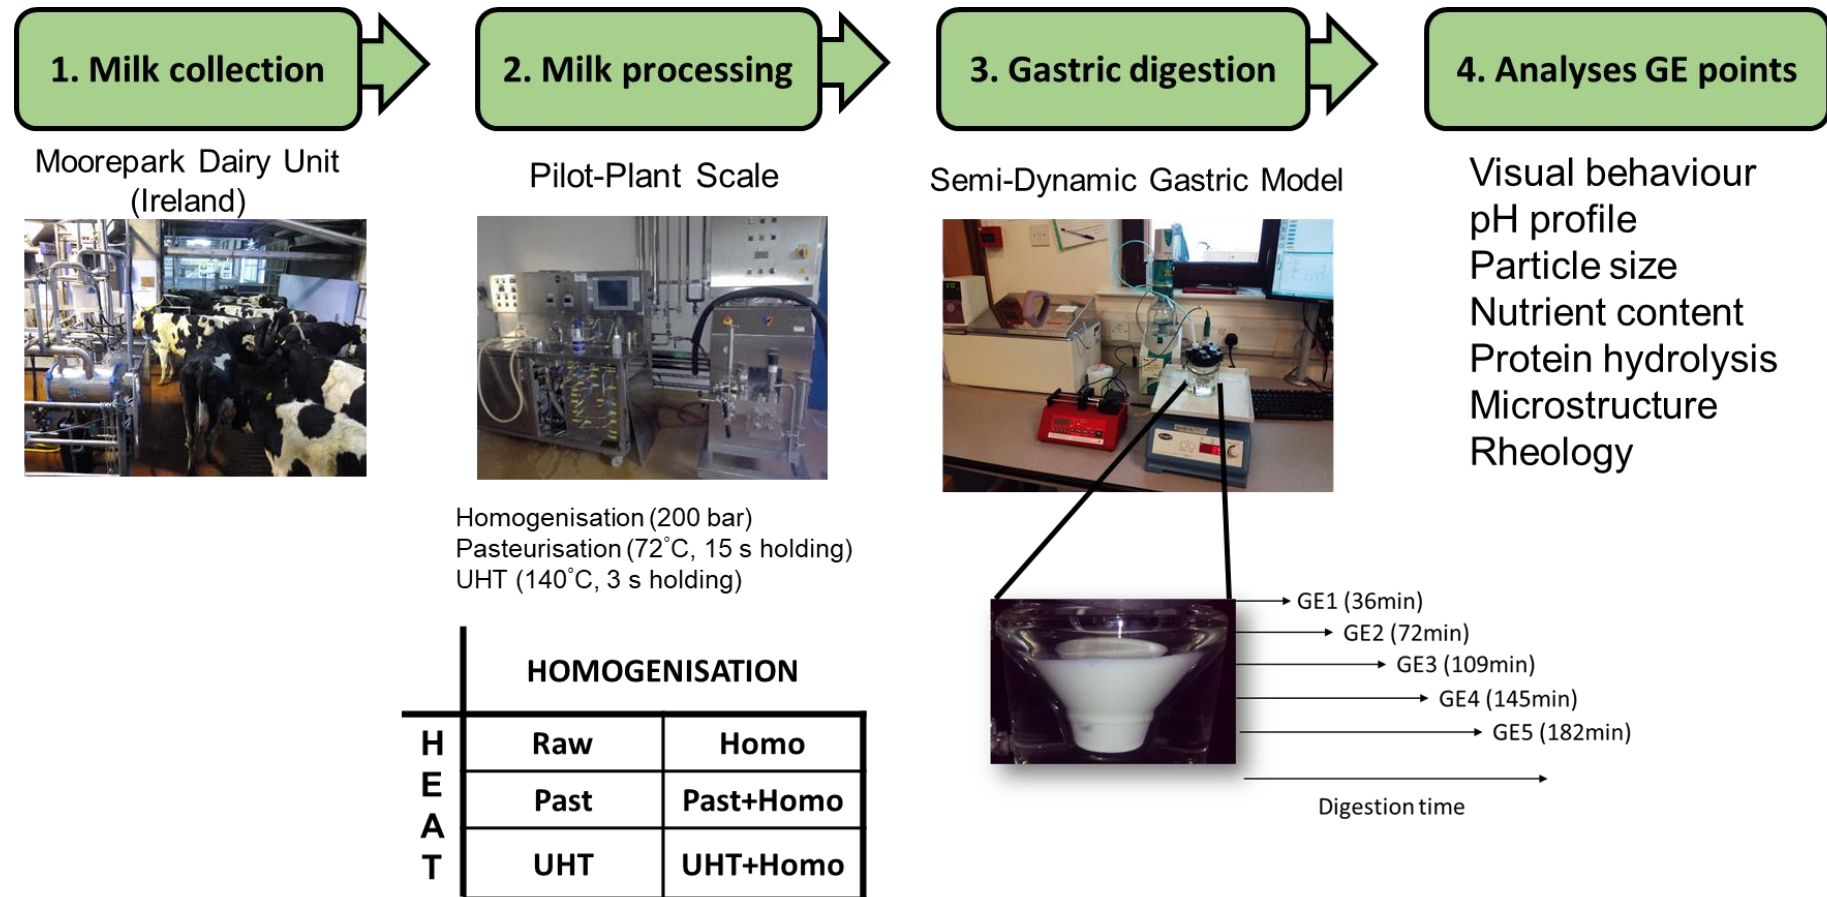 1. Milk collection
2. Milk processing
3. Gastric digestion
4. Analyses GE points
Moorepark Dairy Unit
(Ireland)
Pilot-Plant Scale
Homogenisation (200 bar)
Pasteurisation (72°C, 15 s holding)
UHT (140°C, 3 s holding)
HOMOGENISATION
HEAT
Raw Homo
Past Past+Homo
UHT UHT+Homo
Semi-Dynamic Gastric Model
GE1 (36min)
GE2 (72min)
GE3 (109min)
GE4 (145min)
GE5 (182min)
Digestion time
Visual behaviour
pH profile
Particle size
Nutrient content
Protein hydrolysis
Microstructure
Rheology